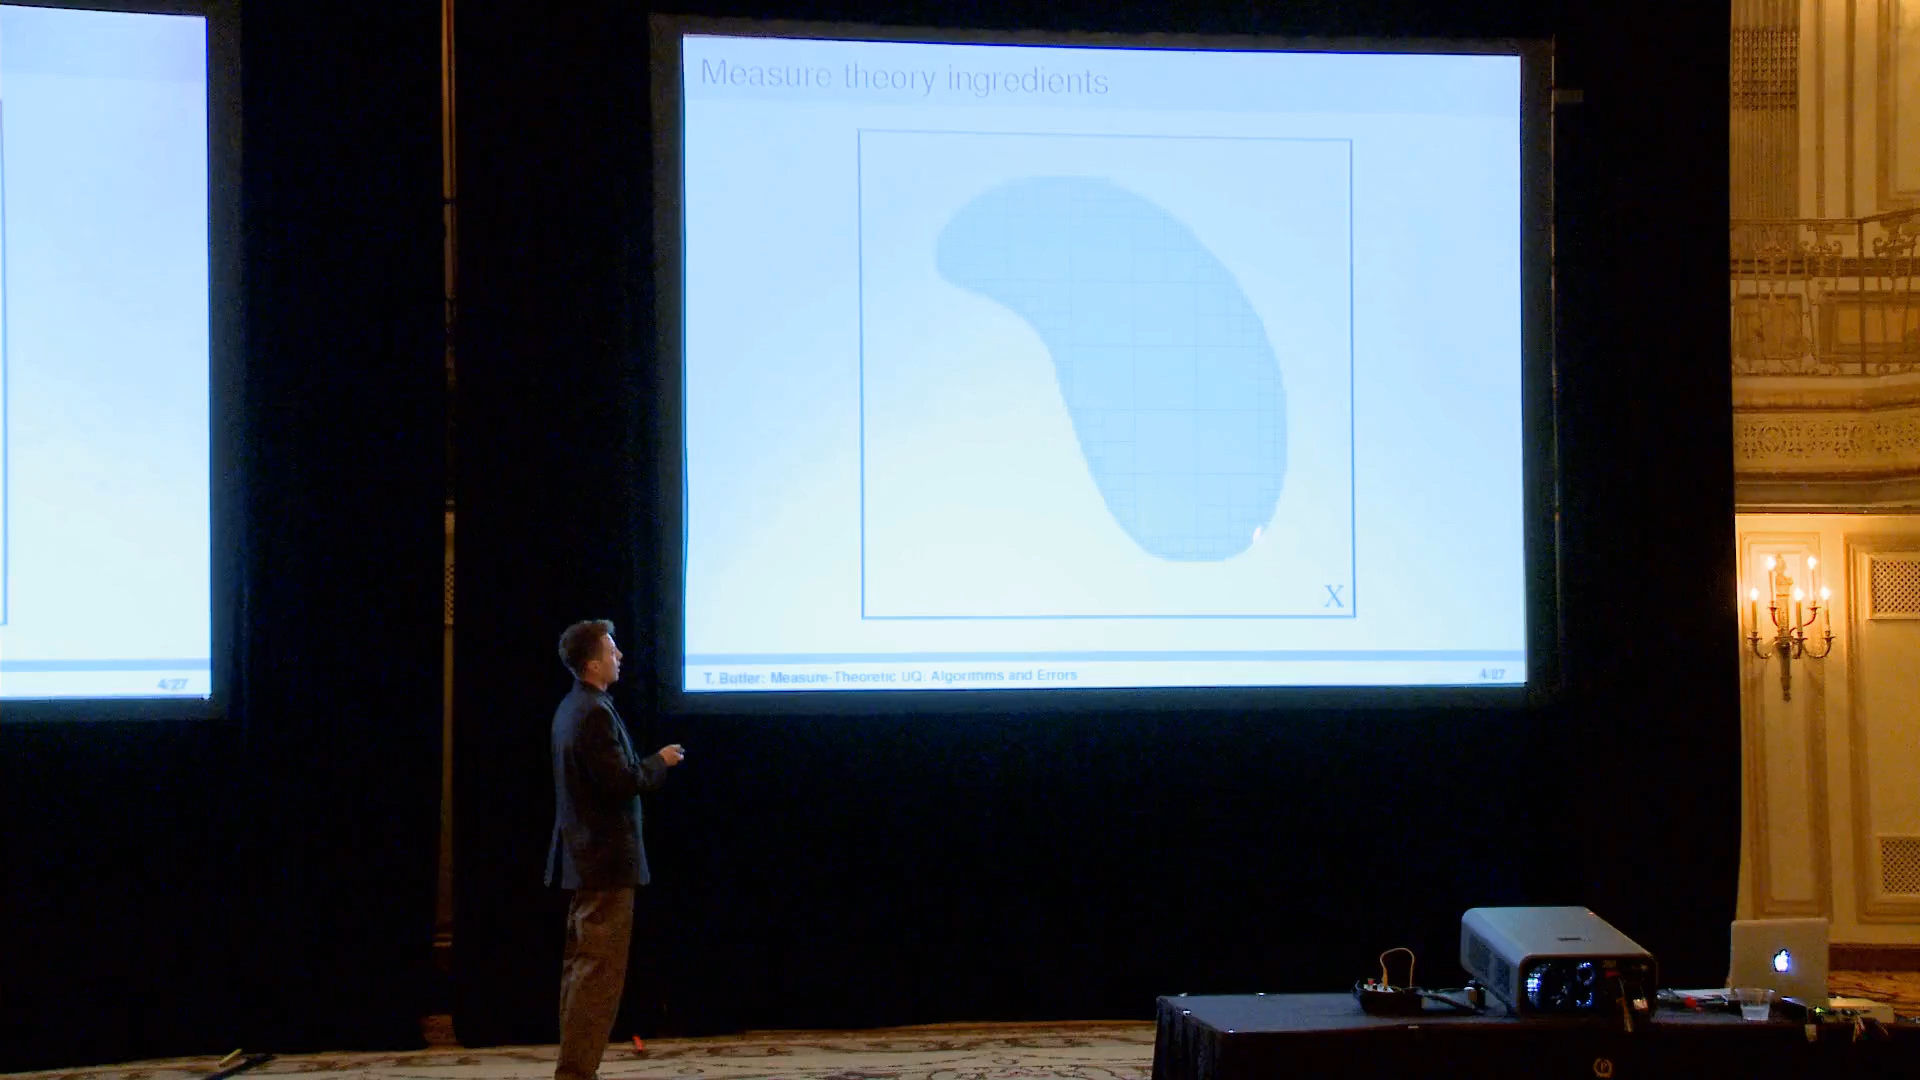 Measure theory ingredients
X
T. Butler: Measure-Theoretic UQ: Algorithms and Errors
4/27
4/27